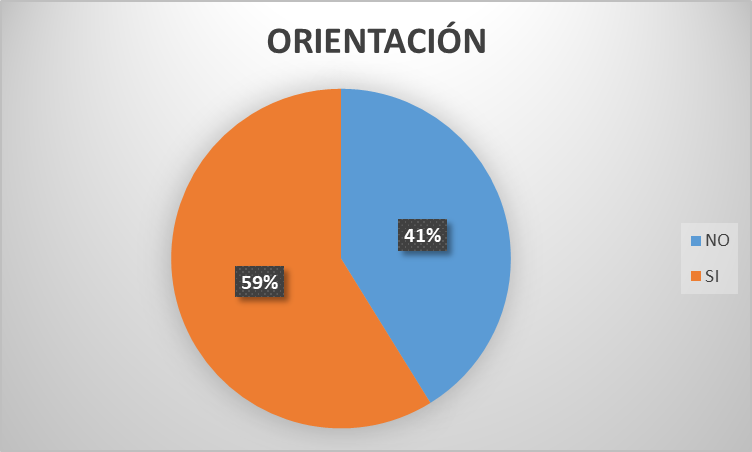 ORIENTACIÓN
41%
59%
NO
SI